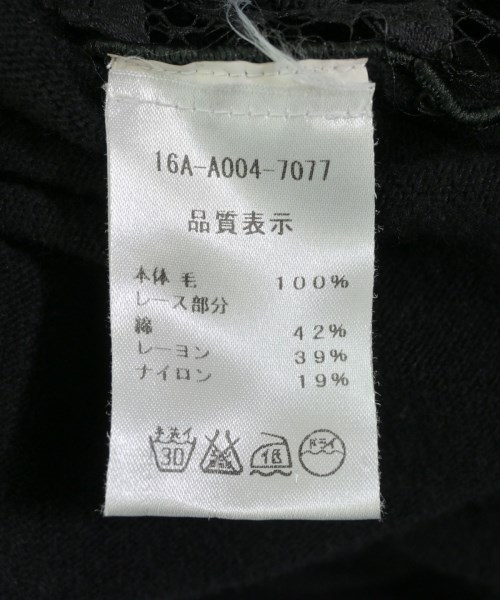 16A-A004-7077
品質表示
本体 毛 100%
レース部分
綿 42%
レーヨン 39%
ナイロン 19%
手洗イ
30
低
ドライ